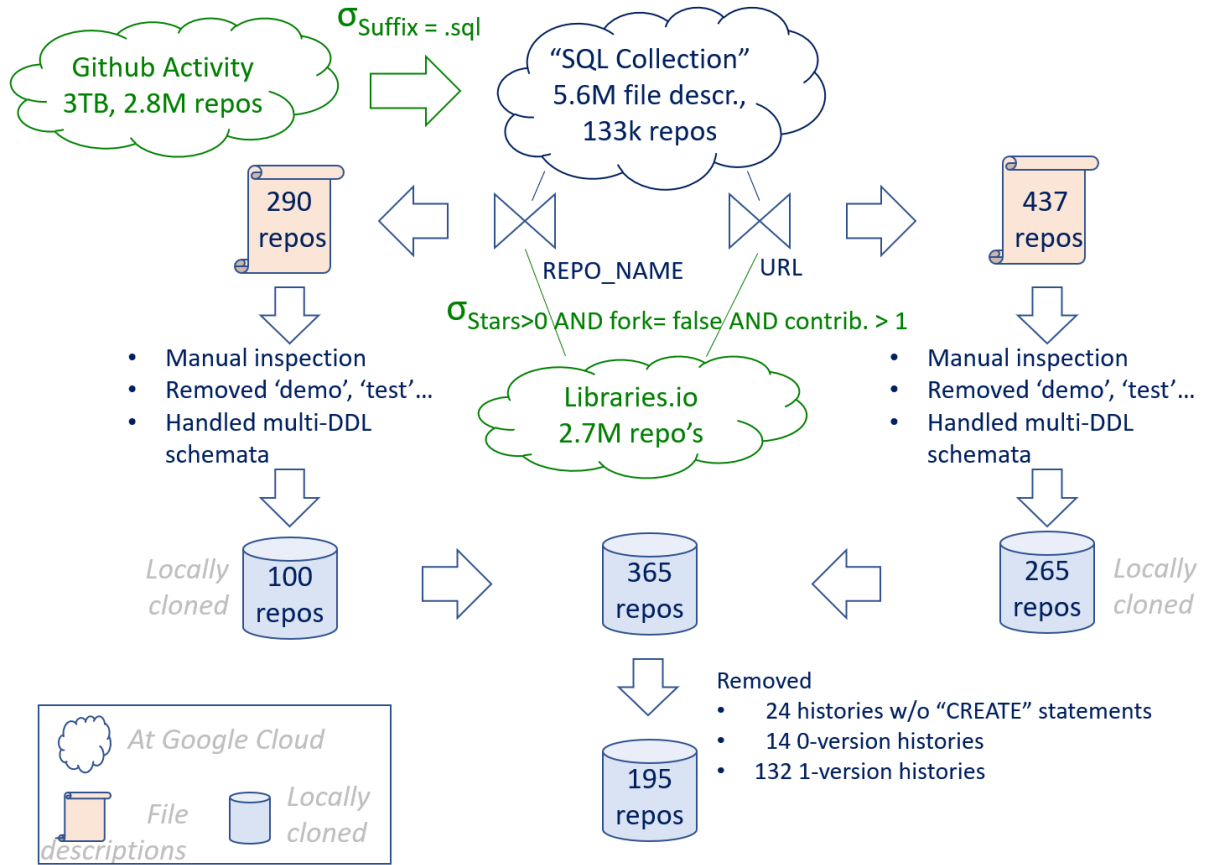 σSuffix = .sql
Github Activity
3TB, 2.8M repos
“SQL Collection”
5.6M file descr.,
133k repos
290
repos
437
repos
REPO_NAME
URL
σStars>0 AND fork= false AND contrib. > 1
• Manual inspection
• Removed ‘demo’, ‘test’…
• Handled multi-DDL
schemata
Libraries.io
2.7M repo’s
• Manual inspection
• Removed ‘demo’, ‘test’…
• Handled multi-DDL
schemata
Locally
cloned
100
repos
365
repos
265
repos
Locally
cloned
Removed
• 24 histories w/o “CREATE” statements
• 14 0-version histories
• 132 1-version histories
195
repos
At Google Cloud
File
descriptions
Locally
cloned